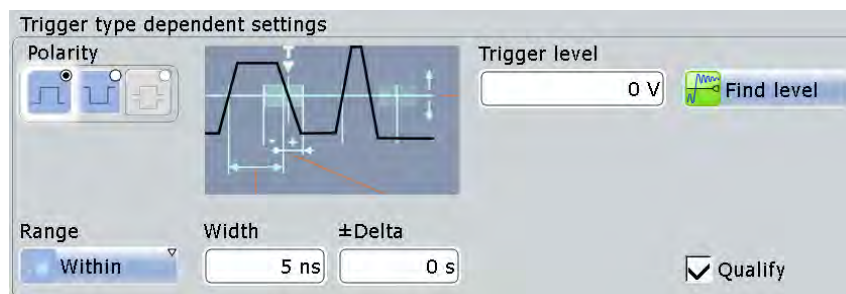 Trigger type dependent settings
Polarity
Trigger level
T
0 V
Find level
- +
Range
Width
±Delta
Within
5 ns
0 s
Qualify